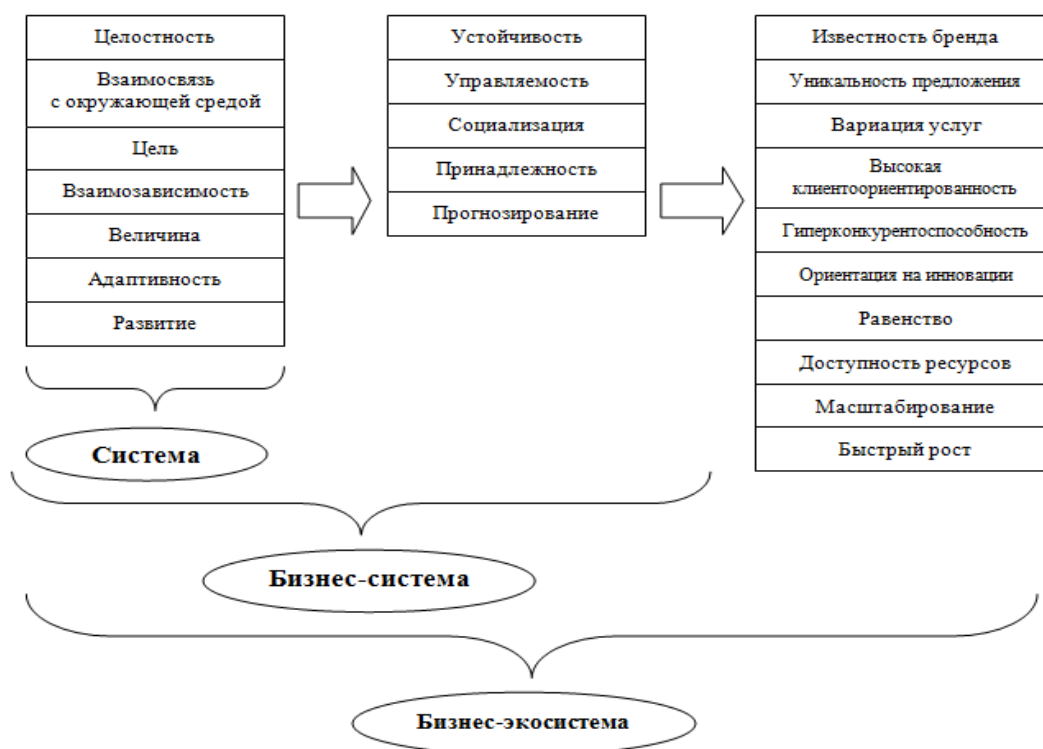 Целостность
Взаимосвязь
с окружающей средой
Цель
Взаимозависимость
Величина
Адаптивность
Развитие
Устойчивость
Управляемость
Социализация
Принадлежность
Прогнозирование
Известность бренда
Уникальность предложения
Вариация услуг
Высокая
клиентоориентированность
Гиперконкурентоспособность
Ориентация на инновации
Равенство
Доступность ресурсов
Масштабирование
Быстрый рост
Система
Бизнес-система
Бизнес-экосистема